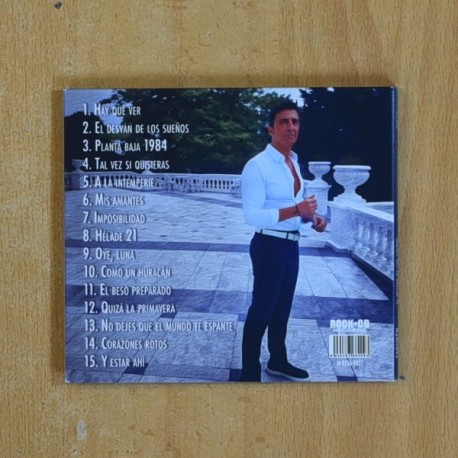 1. Hay que ver
2. El desván de los sueños
3. Planta baja 1984
4. Tal vez si quisieras
5. A la intemperie
6. Mis amantes
7. Imposibilidad
8. Hélade 21
9. Oye, luna
10. Como un huracán
11. El beso preparado
12. Quizá la primavera
13. No dejes que el mundo te espante
14. Corazones rotos
15. Y estar ahí
ROCK-CD
RECORDS